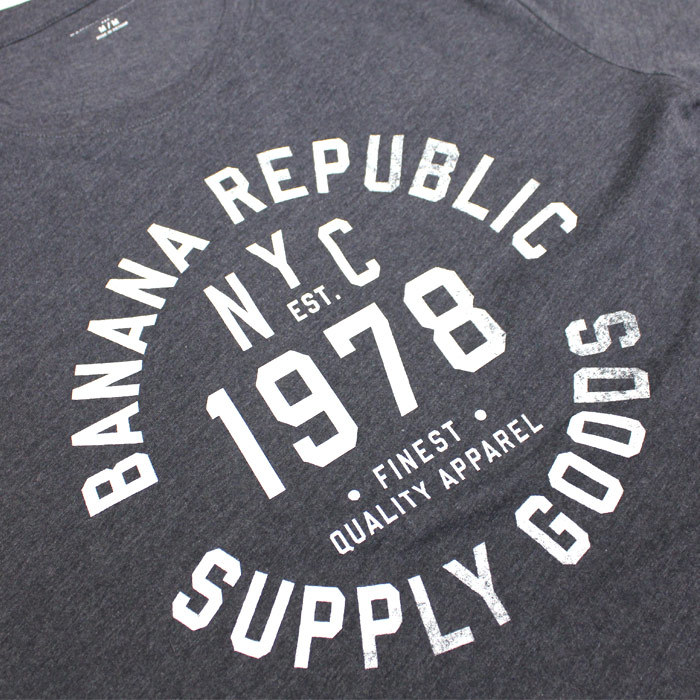 M/M
BANANA REPUBLIC
NYC
EST.
1978
• FINEST •
QUALITY APPAREL
SUPPLY GOODS